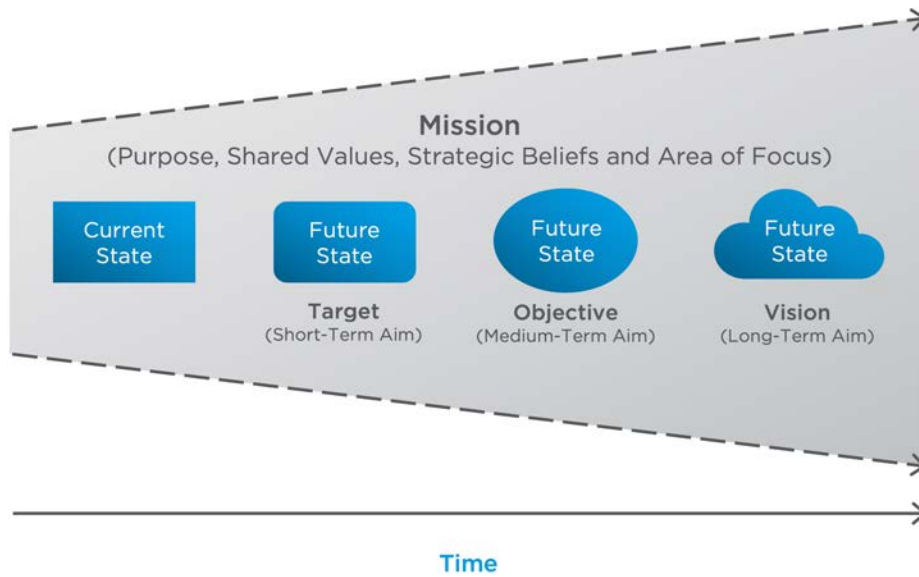 Mission
(Purpose, Shared Values, Strategic Beliefs and Area of Focus)
Current
State
Future
State
Future
State
Future
State
Target
(Short-Term Aim)
Objective
(Medium-Term Aim)
Vision
(Long-Term Aim)
Time